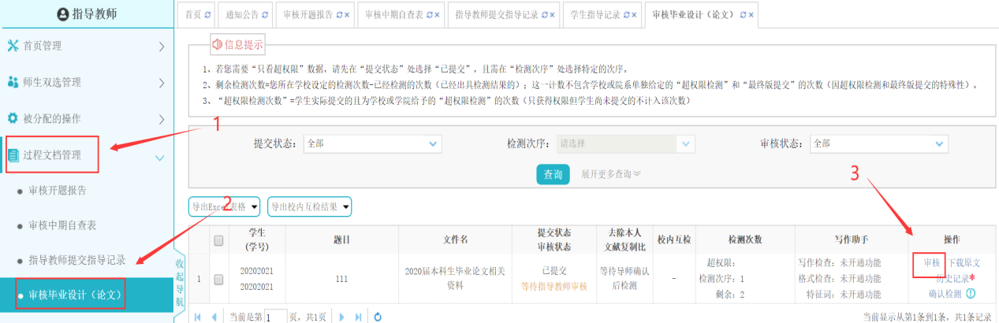 指导教师
首页管理
师生双选管理
被分配的操作
过程文档管理
审核开题报告
审核中期自查表
指导教师提交指导记录
审核毕业设计（论文）
收起导航
首页 通知公告 审核开题报告 审核中期自查表 指导教师提交指导记录 学生指导记录 审核毕业设计（论文）
信息提示
1、若您需要“只看超权限”数据，请先在“提交状态”处选择“已提交”，且需在“检测次序”处选择特定的次序。
2、剩余检测次数=您所在学校设定的检测次数-已经检测的次数（已经出具检测结果的）；这一计数不包含学校或院系单独给定的“超权限检测”和“最终版提交”的次数（因超权限检测和最终版提交的特殊性）。
3、“超权限检测次数”=学生实际提交的且为学校或学院给予的“超权限检测”的次数（只获得权限但学生尚未提交的不计入该次数）
1
提交状态： 全部 检测次序： 请选择 审核状态： 全部
查询 展开更多查询
3
2
导出Excel表格 导出校内互检结果
学生
(学号) 题目 文件名 提交状态
审核状态 去除本人
文献复制比 校内互检 检测次数 写作助手 操作
1 20202021
20202021 111 2020届本科生毕业论文相关
资料 已提交
等待指导教师审核 等待导师确认
后检测 - 超权限：
检测次序：1
剩余：2 写作检查：未开通功能
格式检查：未开通功能
特征词：未开通功能 审核 下载原文
历史记录*
确认检测
当前是第 1 页，共1页 当前显示从第1条到1条，共1条记录